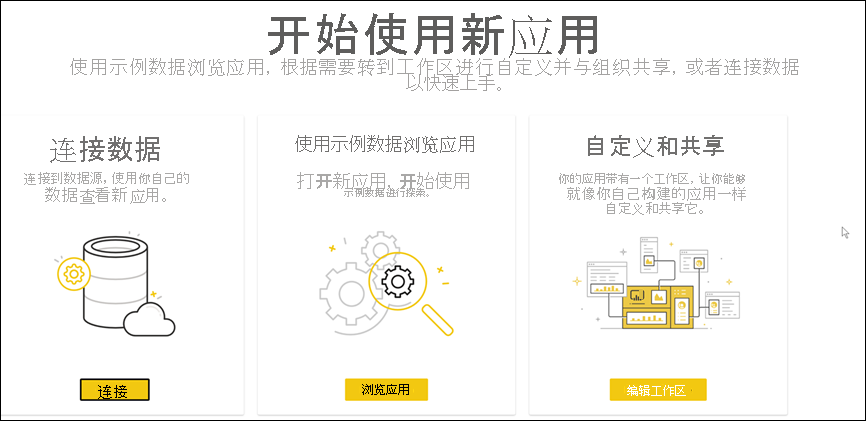 开始使用新应用
使用示例数据浏览应用, 根据需要转到工作区进行自定义并与组织共享, 或者连接数据
以快速上手。
连接数据
连接到数据源, 使用你自己的
数据查看新应用。
连接
使用示例数据浏览应用
打开新应用, 开始使用
示例数据进行探索。
浏览应用
自定义和共享
你的应用带有一个工作区, 让你能够
就像你自己构建的应用一样
自定义和共享它。
编辑工作区